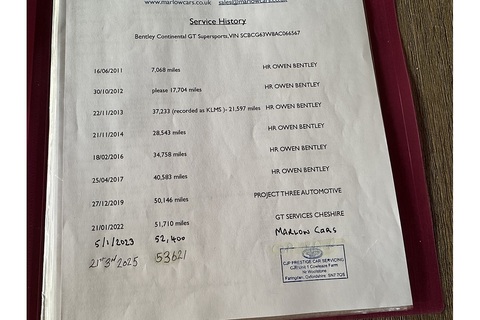 www.marlowcars.co.uk sales@marlowcars.co.uk
Service History
Bentley Continental GT Supersports, VIN SCBCG63W8AC066567
16/06/2011 7,068 miles HR OWEN BENTLEY
30/10/2012 please 17,704 miles HR OWEN BENTLEY
22/11/2013 37,233 (recorded as KLMS ) - 21,597 miles HR OWEN BENTLEY
21/11/2014 28,543 miles HR OWEN BENTLEY
18/02/2016 34,758 miles HR OWEN BENTLEY
25/04/2017 40,583 miles HR OWEN BENTLEY
27/12/2019 50,146 miles PROJECT THREE AUTOMOTIVE
21/01/2022 51,710 miles GT SERVICES CHESHIRE
5/1/2023 52,400 MARLOW CARS
21st 3rd 2025 53621
CJP PRESTIGE CAR SERVICING
Faringdon, Oxfordshire SN7 7QE